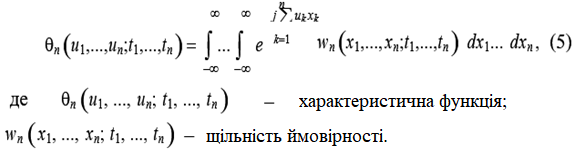 θₙ(u₁,...,uₙ;t₁,...,tₙ) = ∫_{−∞}^{∞} ... ∫_{−∞}^{∞} e^{j∑_{k=1}^{n} uₖxₖ} wₙ(x₁,...,xₙ;t₁,...,tₙ) dx₁... dxₙ, (5)
де θₙ(u₁, ..., uₙ; t₁, ..., tₙ) – характеристична функція;
wₙ(x₁, ..., xₙ; t₁, ..., tₙ) – щільність ймовірності.